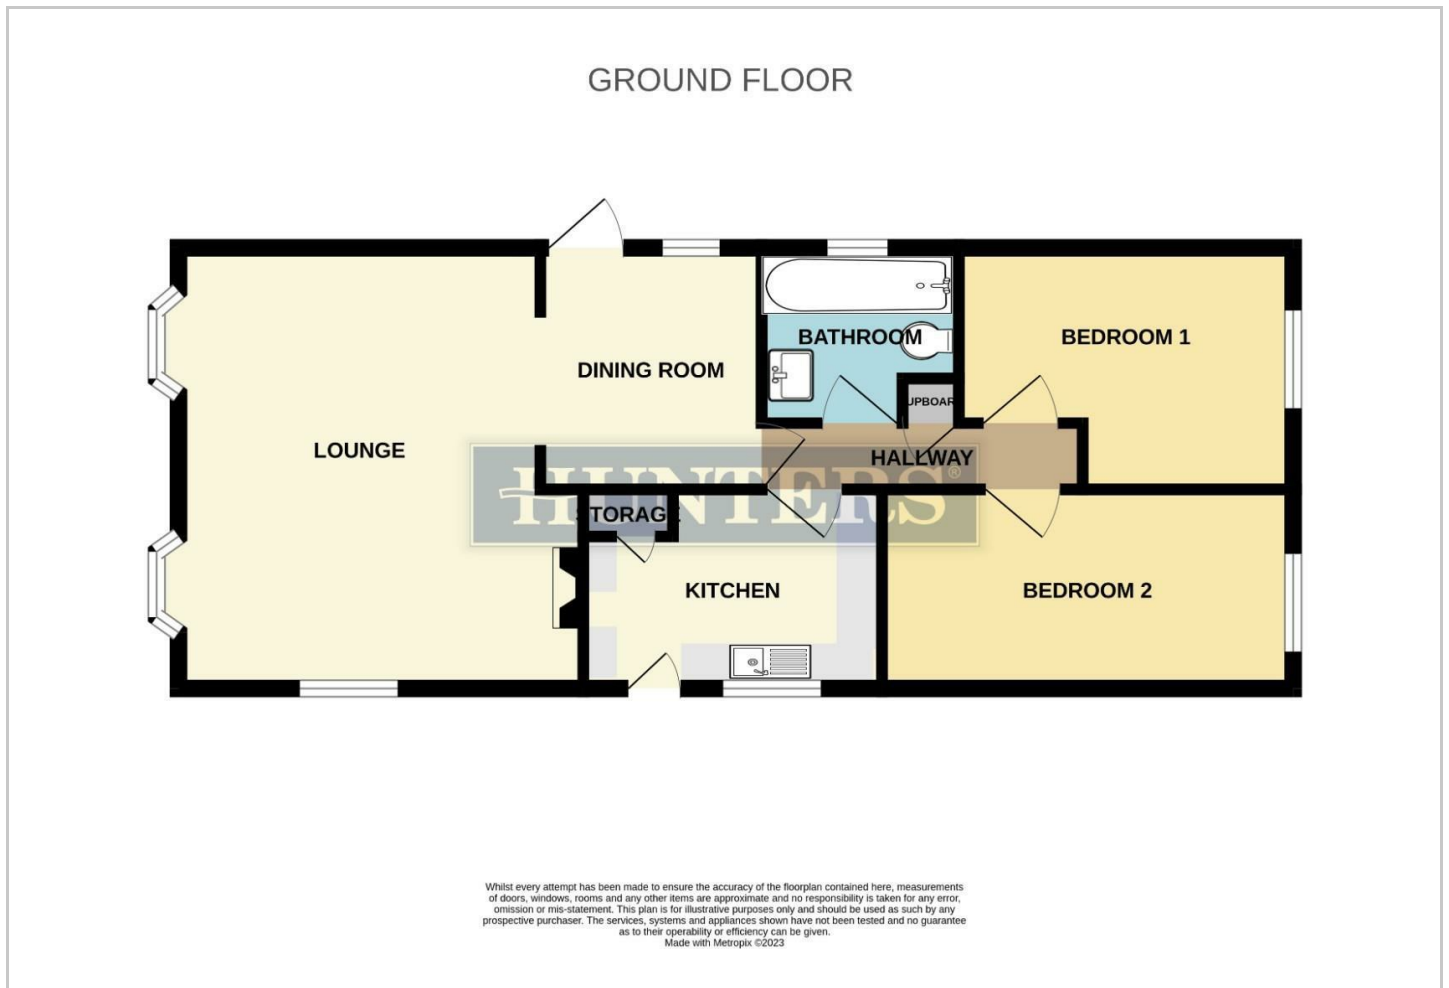 GROUND FLOOR
BATHROOM
BEDROOM 1
DINING ROOM
UPBOAR
LOUNGE
HALLWAY
HUNTERS®
STORAGE
KITCHEN
BEDROOM 2
Whilst every attempt has been made to ensure the accuracy of the floorplan contained here, measurements
of doors, windows, rooms and any other items are approximate and no responsibility is taken for any error,
omission or mis-statement. This plan is for illustrative purposes only and should be used as such by any
prospective purchaser. The services, systems and appliances shown have not been tested and no guarantee
as to their operability or efficiency can be given.
Made with Metropix ©2023